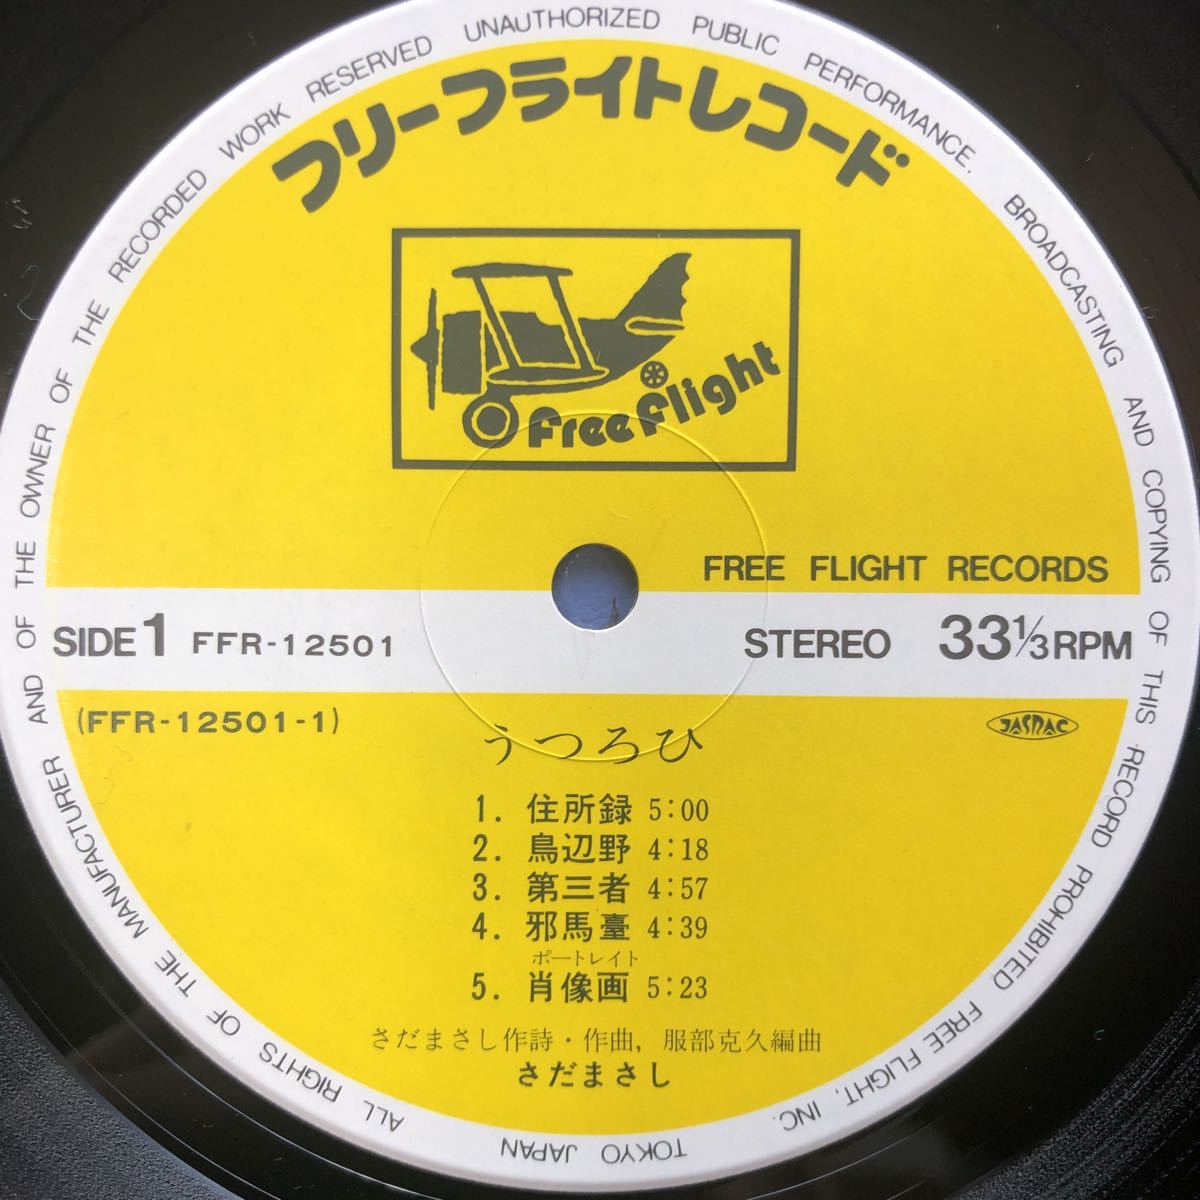 ALL RIGHTS OF THE MANUFACTURER AND OF THE OWNER OF THE RECORDED WORK RESERVED UNAUTHORIZED PUBLIC PERFORMANCE, BROADCASTING AND COPYING OF THIS RECORD PROHIBITED FREE FLIGHT, INC. TOKYO JAPAN
フリーフライトレコード
Free Flight
FREE FLIGHT RECORDS
SIDE 1 FFR-12501 STEREO 33⅓ RPM
(FFR-12501-1) JASRAC
うつろひ
1. 住所録 5:00
2. 鳥辺野 4:18
3. 第三者 4:57
4. 邪馬臺 4:39
ポートレイト
5. 肖像画 5:23
さだまさし作詩・作曲, 服部克久編曲
さだまさし